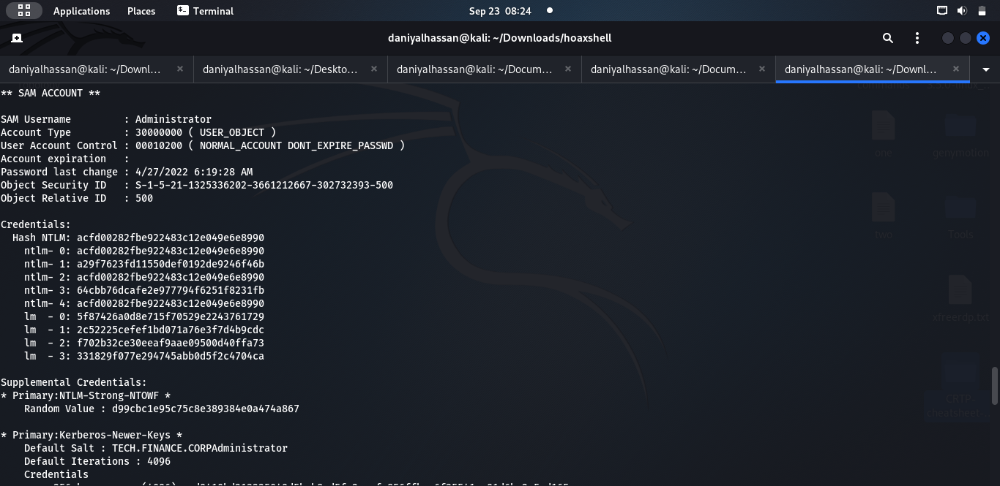 Applications Places Terminal Sep 23 08:24
daniyalhassan@kali: ~/Downloads/hoaxshell
daniyalhassan@kali: ~/Downl... daniyalhassan@kali: ~/Deskto... daniyalhassan@kali: ~/Docum... daniyalhassan@kali: ~/Docum... daniyalhassan@kali: ~/Downl...
** SAM ACCOUNT **
SAM Username : Administrator
Account Type : 30000000 ( USER_OBJECT )
User Account Control : 00010200 ( NORMAL_ACCOUNT DONT_EXPIRE_PASSWD )
Account expiration :
Password last change : 4/27/2022 6:19:28 AM
Object Security ID : S-1-5-21-1325336202-3661212667-302732393-500
Object Relative ID : 500
Credentials:
Hash NTLM: acfd00282fbe922483c12e049e6e8990
ntlm- 0: acfd00282fbe922483c12e049e6e8990
ntlm- 1: a29f7623fd11550def0192de9246f46b
ntlm- 2: acfd00282fbe922483c12e049e6e8990
ntlm- 3: 64cbb76dcafe2e977794f6251f8231fb
ntlm- 4: acfd00282fbe922483c12e049e6e8990
lm - 0: 5f87426a0d8e715f70529e2243761729
lm - 1: 2c52225cefef1bd071a76e3f7d4b9cdc
lm - 2: f702b32ce30eeaf9aae09500d40ffa73
lm - 3: 331829f077e294745abb0d5f2c4704ca
Supplemental Credentials:
* Primary:NTLM-Strong-NTOWF *
Random Value : d99cbc1e95c75c8e389384e0a474a867
* Primary:Kerberos-Newer-Keys *
Default Salt : TECH.FINANCE.CORPAdministrator
Default Iterations : 4096
Credentials
one
genymotion
two
Tools
xfreerdp.txt
CRTP-
cheatsheet-...